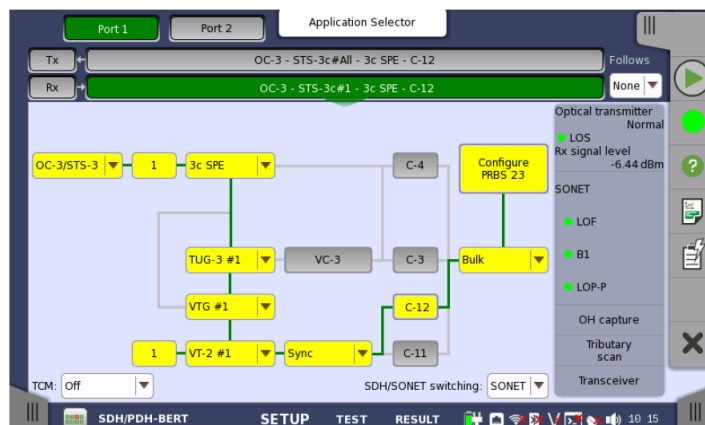 Port 1
Port 2
Application Selector
Tx
OC-3 - STS-3c#All - 3c SPE - C-12
Follows
Rx
OC-3 - STS-3c#1 - 3c SPE - C-12
None
Optical transmitter
Normal
LOS
Rx signal level
-6.44 dBm
OC-3/STS-3
1
3c SPE
C-4
Configure
PRBS 23
SONET
LOF
TUG-3 #1
VC-3
C-3
Bulk
B1
LOP-P
VTG #1
C-12
OH capture
1
VT-2 #1
Sync
C-11
Tributary
scan
TCM:
Off
SDH/SONET switching:
SONET
Transceiver
SDH/PDH-BERT
SETUP
TEST
RESULT
10 15